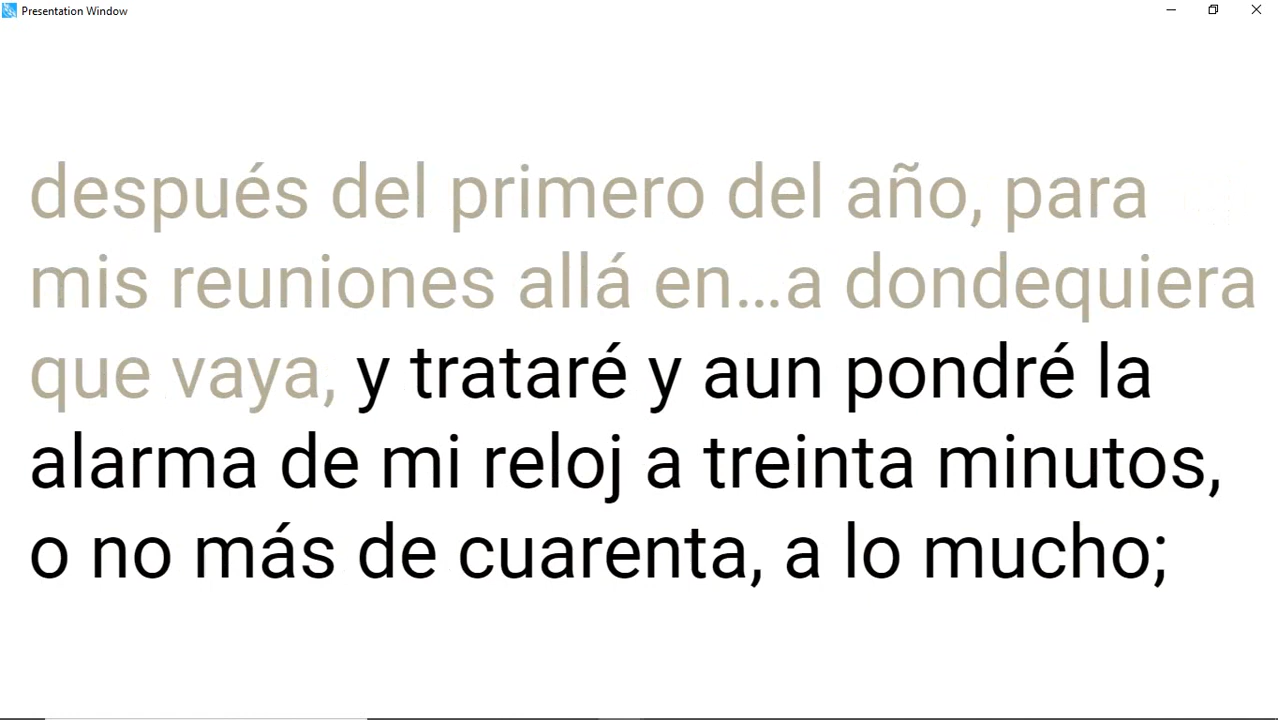 Presentation Window
después del primero del año, para
mis reuniones allá en…a dondequiera
que vaya, y trataré y aun pondré la
alarma de mi reloj a treinta minutos,
o no más de cuarenta, a lo mucho;